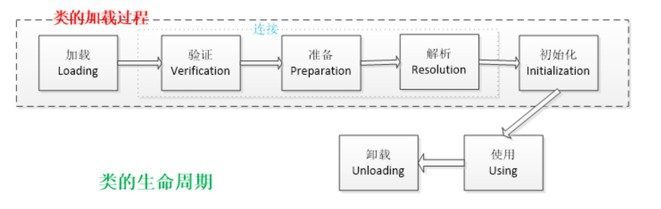 类的加载过程
连接
加载
Loading
验证
Verification
准备
Preparation
解析
Resolution
初始化
Initialization
卸载
Unloading
使用
Using
类的生命周期